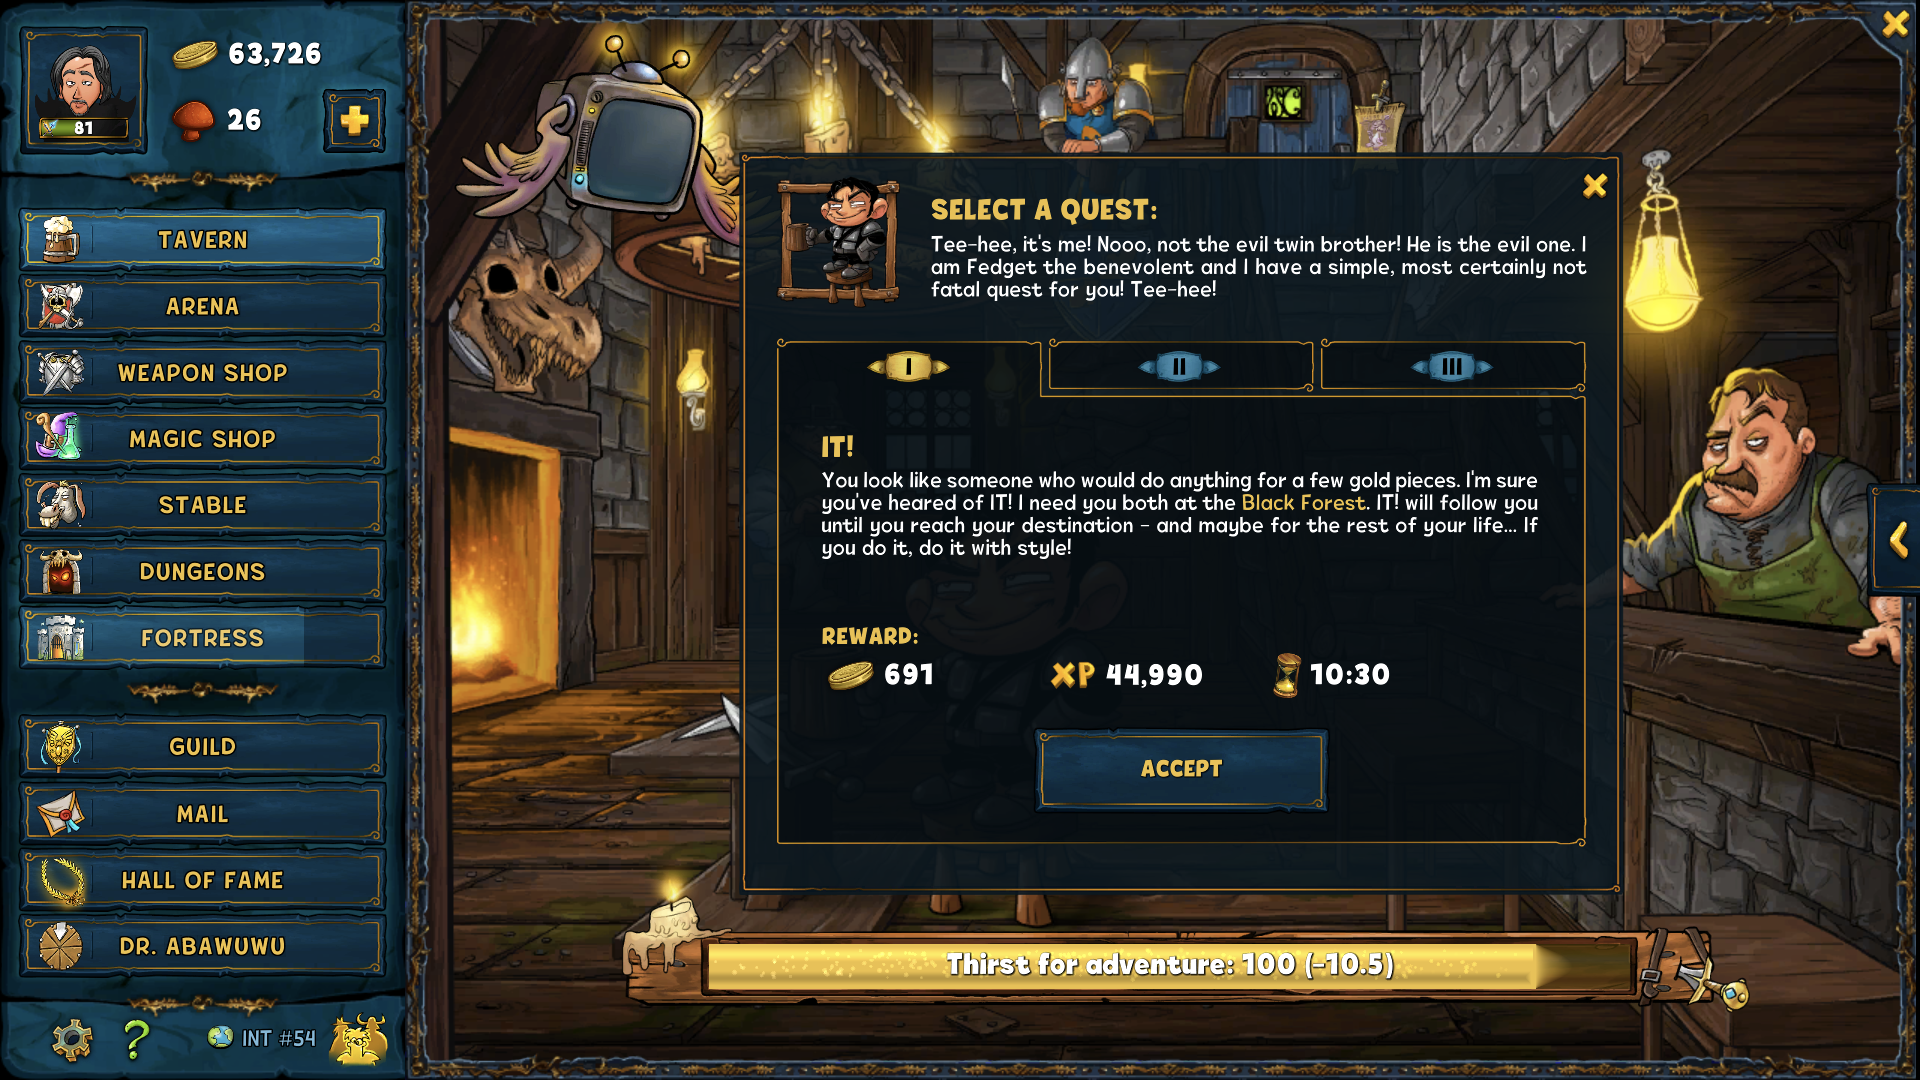 63,726
26
81
TAVERN
ARENA
WEAPON SHOP
MAGIC SHOP
STABLE
DUNGEONS
FORTRESS
GUILD
MAIL
HALL OF FAME
DR. ABAWUWU
INT #54
SELECT A QUEST:
Tee-hee, it's me! Nooo, not the evil twin brother! He is the evil one. I
am Fedget the benevolent and I have a simple, most certainly not
fatal quest for you! Tee-hee!
I
II
III
IT!
You look like someone who would do anything for a few gold pieces. I'm sure
you've heared of IT! I need you both at the Black Forest. IT! will follow you
until you reach your destination - and maybe for the rest of your life... If
you do it, do it with style!
REWARD:
691
XP 44,990
10:30
ACCEPT
Thirst for adventure: 100 (-10.5)